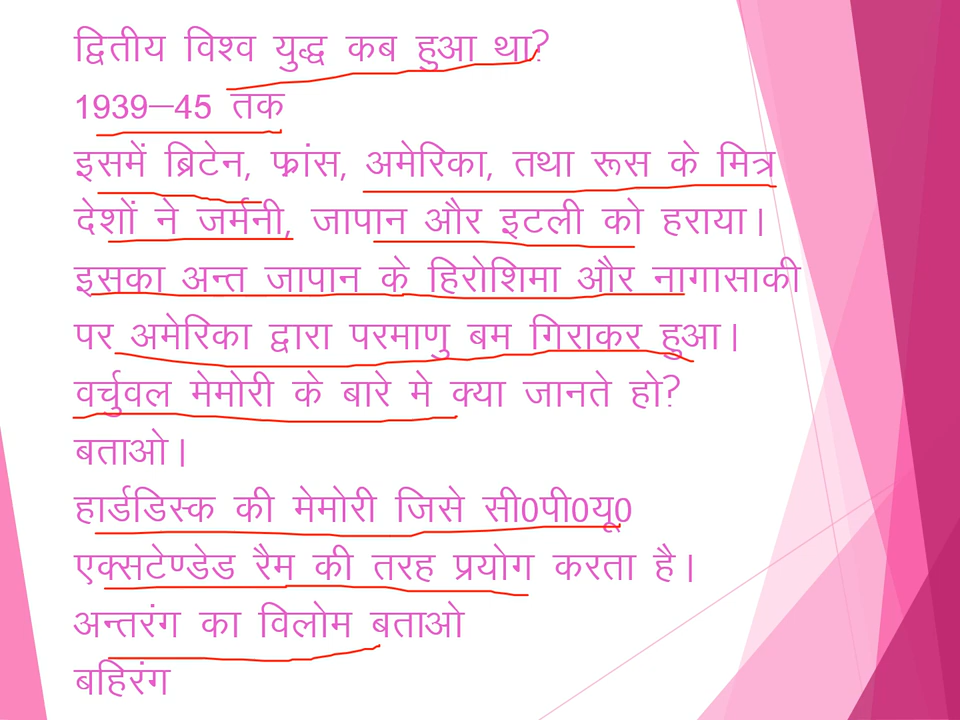 द्वितीय विश्व युद्ध कब हुआ था?
1939–45 तक
इसमें ब्रिटेन, फ्रांस, अमेरिका, तथा रूस के मित्र
देशों ने जर्मनी, जापान और इटली को हराया।
इसका अन्त जापान के हिरोशिमा और नागासाकी
पर अमेरिका द्वारा परमाणु बम गिराकर हुआ।
वर्चुवल मेमोरी के बारे मे क्या जानते हो?
बताओ।
हार्डडिस्क की मेमोरी जिसे सी0पी0यू0
एक्सटेण्डेड रैम की तरह प्रयोग करता है।
अन्तरंग का विलोम बताओ
बहिरंग